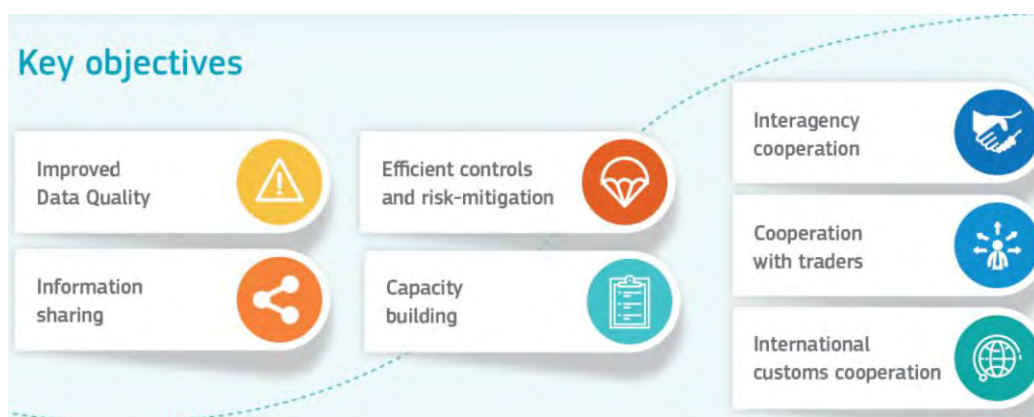 Key objectives
Improved
Data Quality
Information
sharing
Efficient controls
and risk-mitigation
Capacity
building
Interagency
cooperation
Cooperation
with traders
International
customs cooperation